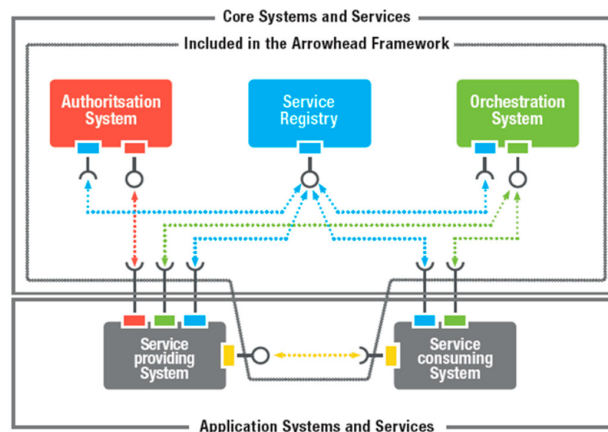 Core Systems and Services
Included in the Arrowhead Framework
Authoritsation
System
Service
Registry
Orchestration
System
Service
providing
System
Service
consuming
System
Application Systems and Services